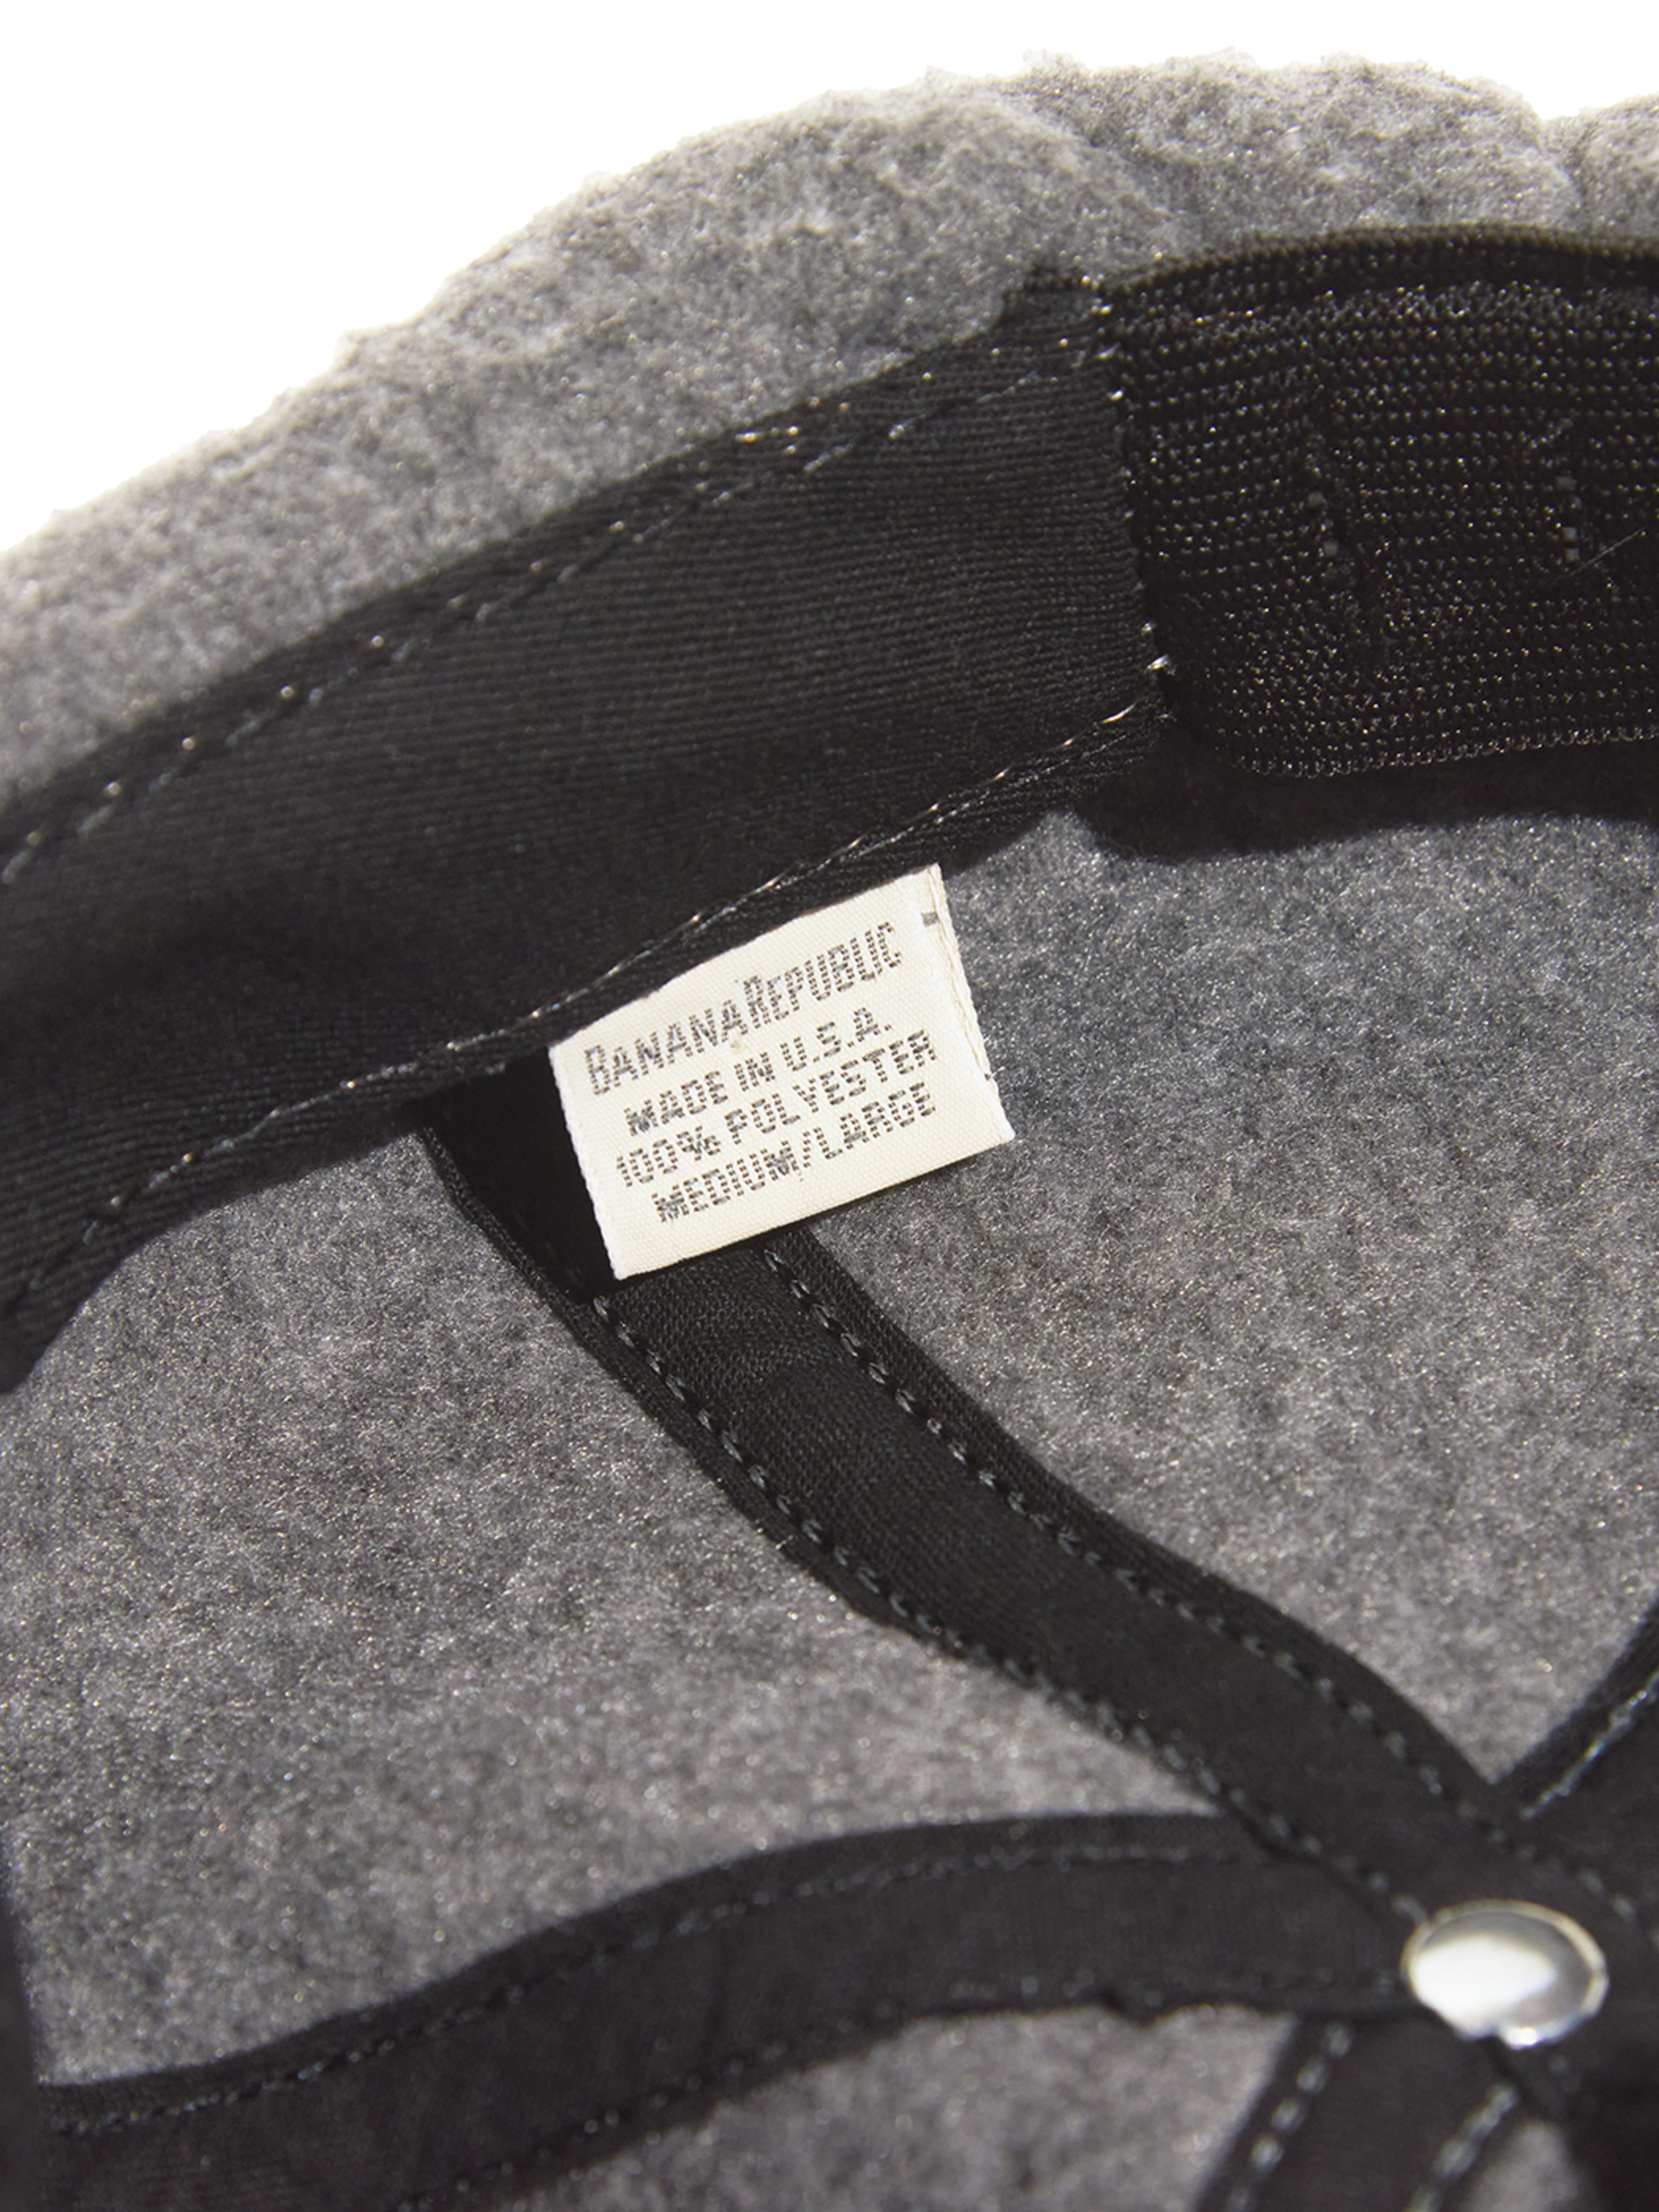 BANANA REPUBLIC
MADE IN U.S.A.
100% POLYESTER
MEDIUM/LARGE